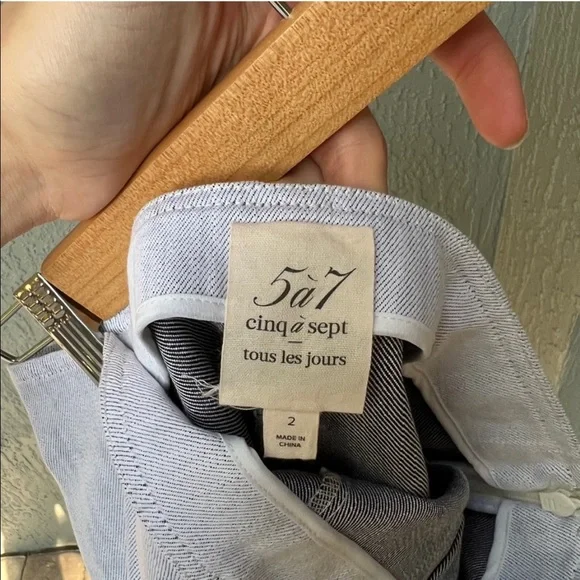 5à7
cinq à sept
tous les jours
2
MADE IN
CHINA